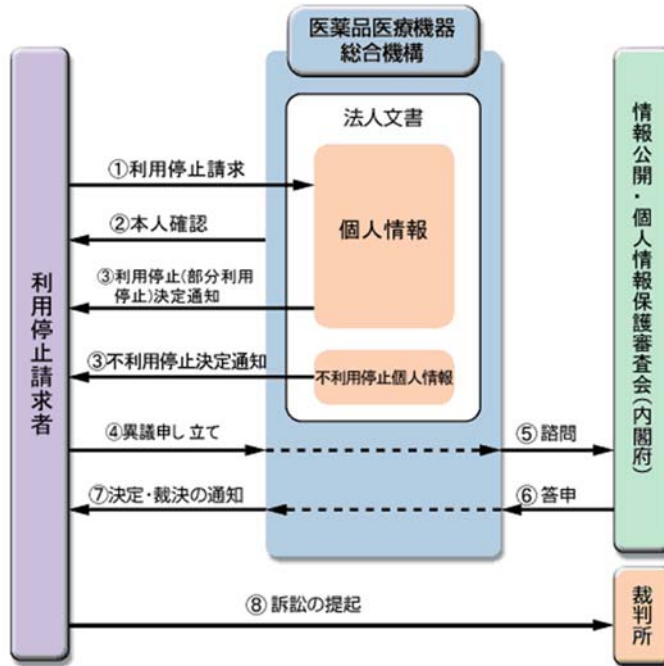 医薬品医療機器
総合機構
法人文書
①利用停止請求
個人情報
②本人確認
③利用停止(部分利用
停止)決定通知
③不利用停止決定通知
不利用停止個人情報
④異議申し立て
⑤諮問
⑦決定・裁決の通知
⑥答申
⑧訴訟の提起
利用停止請求者
情報公開・個人情報保護審査会(内閣府)
裁判所